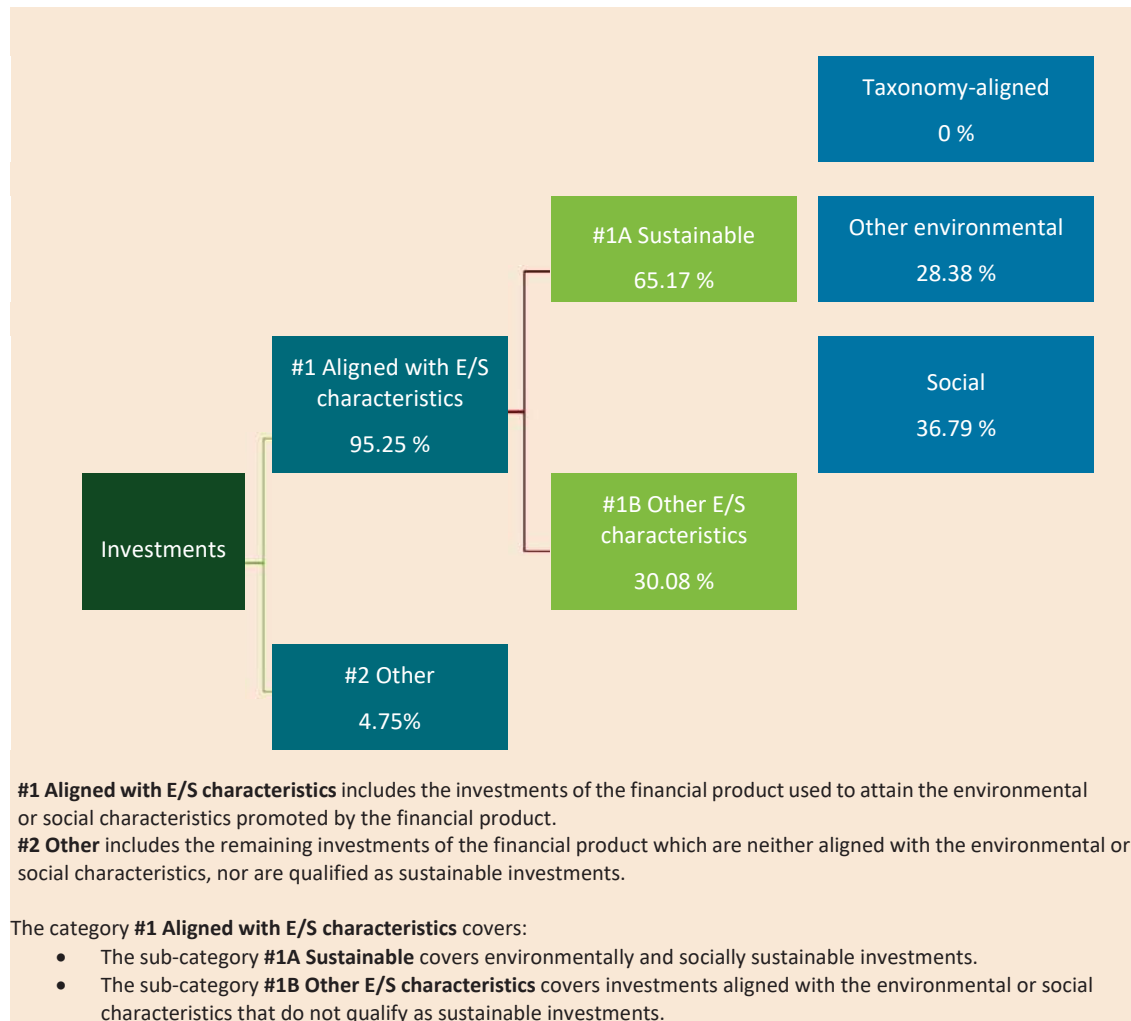 Taxonomy-aligned
0 %
#1A Sustainable
65.17 %
Other environmental
28.38 %
#1 Aligned with E/S
characteristics
95.25 %
Social
36.79 %
Investments
#1B Other E/S
characteristics
30.08 %
#2 Other
4.75%
#1 Aligned with E/S characteristics includes the investments of the financial product used to attain the environmental
or social characteristics promoted by the financial product.
#2 Other includes the remaining investments of the financial product which are neither aligned with the environmental or
social characteristics, nor are qualified as sustainable investments.
The category #1 Aligned with E/S characteristics covers:
• The sub-category #1A Sustainable covers environmentally and socially sustainable investments.
• The sub-category #1B Other E/S characteristics covers investments aligned with the environmental or social
characteristics that do not qualify as sustainable investments.